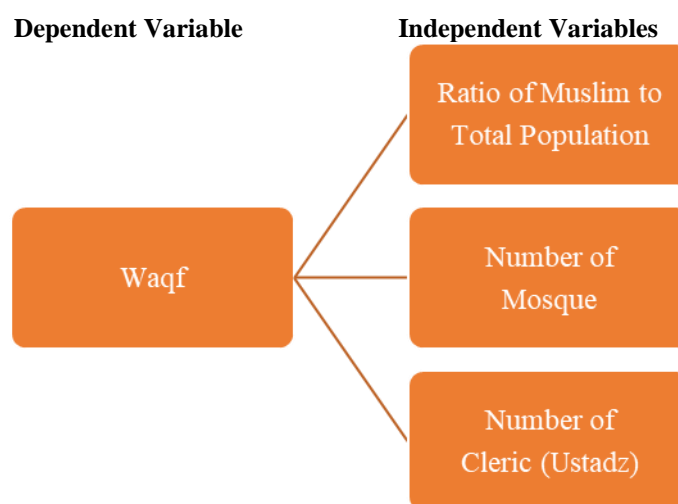 Dependent Variable
Independent Variables
Ratio of Muslim to
Total Population
Waqf
Number of
Mosque
Number of
Cleric (Ustadz)